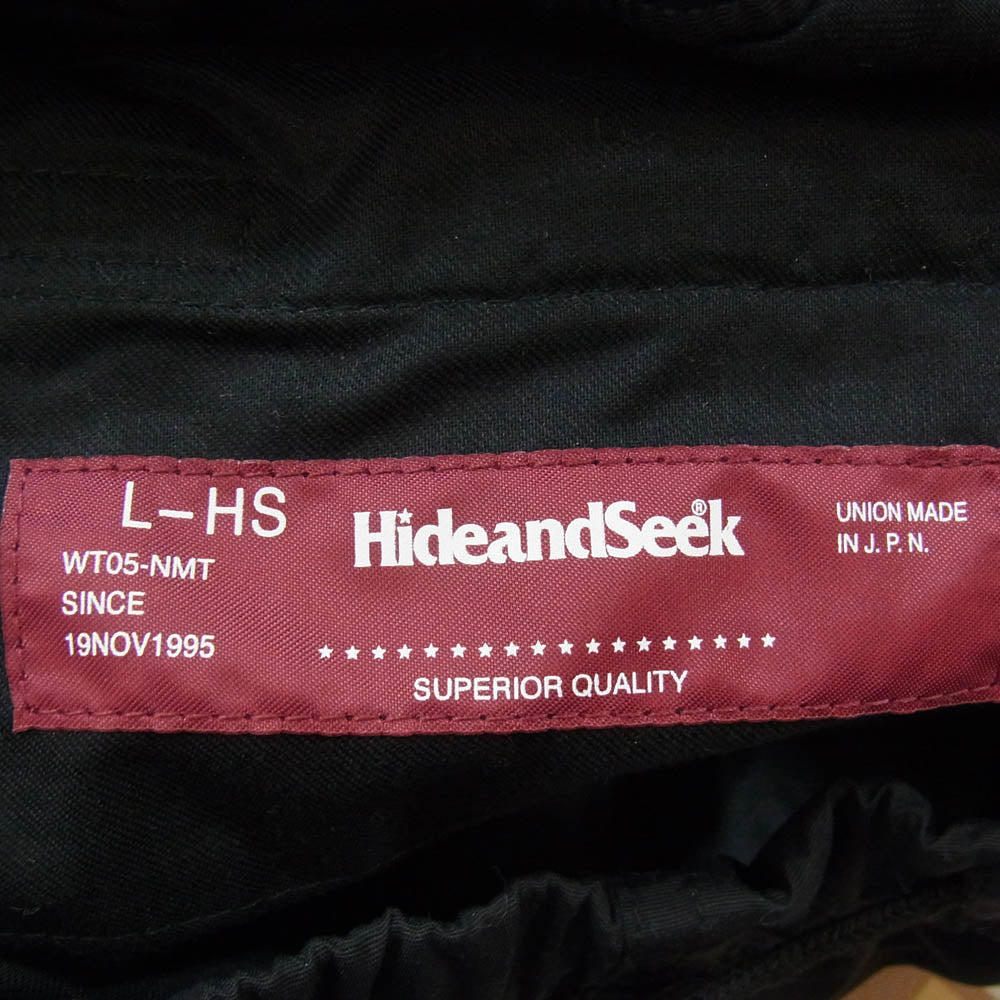 L-HS
WT05-NMT
SINCE
19NOV1995
HideandSeek®
SUPERIOR QUALITY
UNION MADE
IN J. P. N.